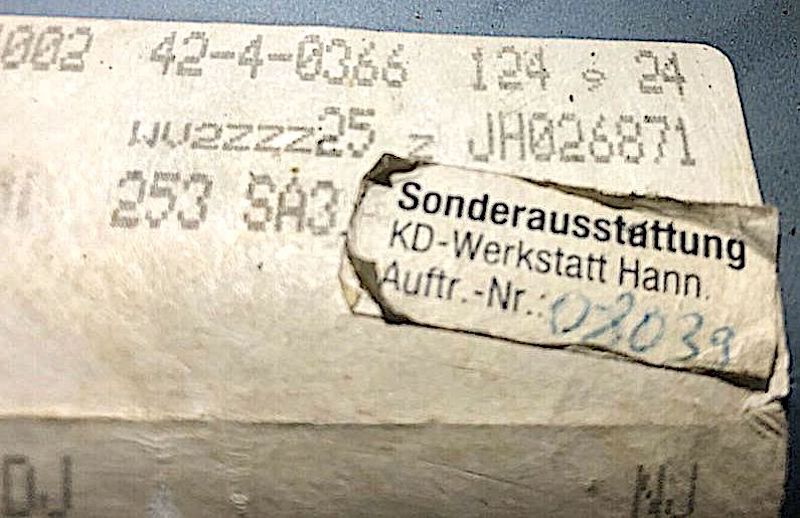 002 42-4-0366 124 9 24
WV2ZZZ25 Z JH026871
253 SA3
Sonderausstattung
KD-Werkstatt Hann.
Auftr.-Nr.: 02039
DJ NJ